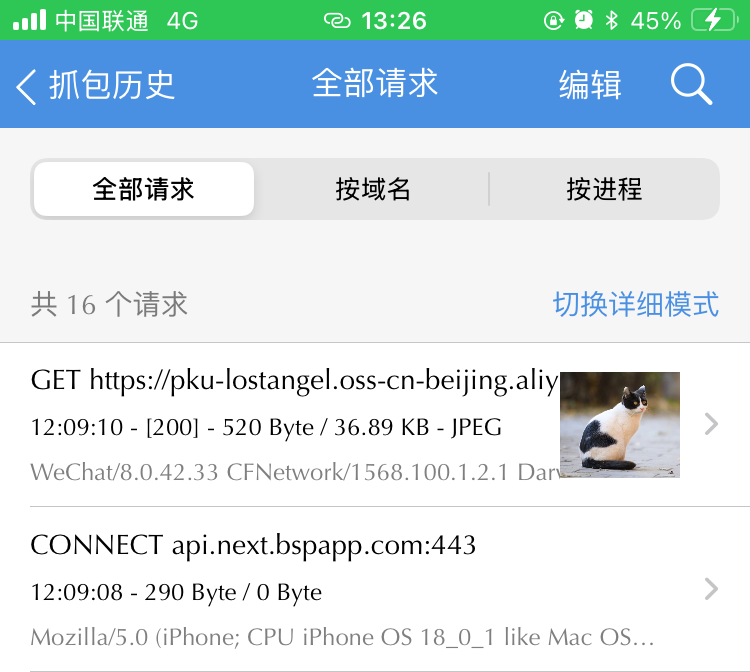 中国联通 4G 13:26 45%
抓包历史 全部请求 编辑
全部请求 按域名 按进程
共 16 个请求 切换详细模式
GET https://pku-lostangel.oss-cn-beijing.aliy
12:09:10 - [200] - 520 Byte / 36.89 KB - JPEG
WeChat/8.0.42.33 CFNetwork/1568.100.1.2.1 Darw
CONNECT api.next.bspapp.com:443
12:09:08 - 290 Byte / 0 Byte
Mozilla/5.0 (iPhone; CPU iPhone OS 18_0_1 like Mac OS...